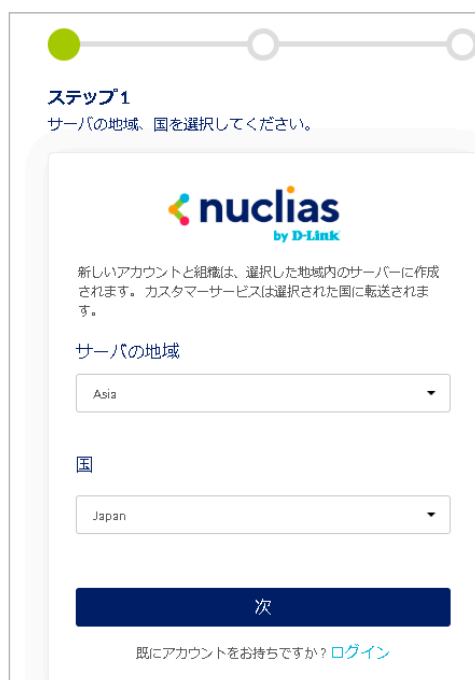 ステップ1
サーバの地域、国を選択してください。
nuclias
by D-Link
新しいアカウントと組織は、選択した地域内のサーバーに作成
されます。カスタマーサービスは選択された国に転送されま
す。
サーバの地域
Asia
国
Japan
次
既にアカウントをお持ちですか？ログイン